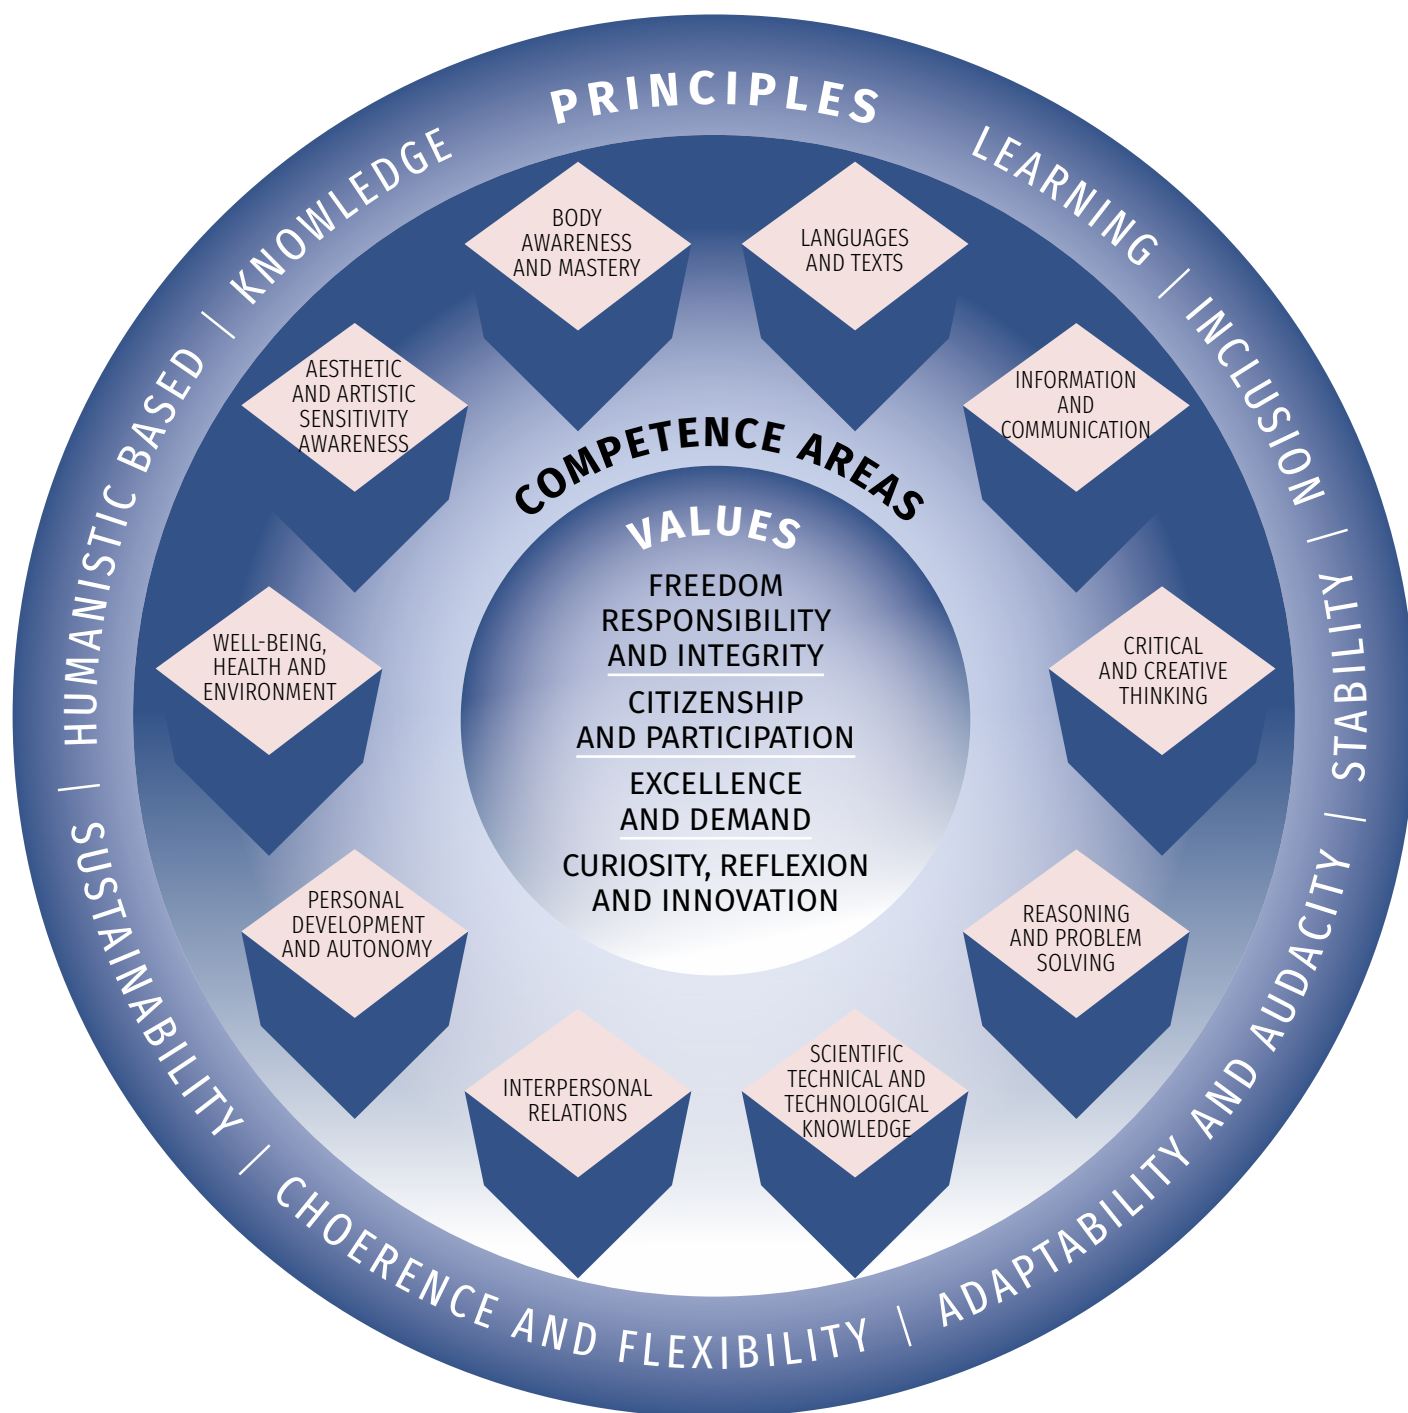 PRINCIPLES
LEARNING | INCLUSION | STABILITY | ADAPTABILITY AND AUDACITY | CHOERENCE AND FLEXIBILITY | SUSTAINABILITY | HUMANISTIC BASED | KNOWLEDGE
BODY
AWARENESS
AND MASTERY
LANGUAGES
AND TEXTS
AESTHETIC
AND ARTISTIC
SENSITIVITY
AWARENESS
INFORMATION
AND
COMMUNICATION
COMPETENCE AREAS
VALUES
FREEDOM
RESPONSIBILITY
AND INTEGRITY
CITIZENSHIP
AND PARTICIPATION
EXCELLENCE
AND DEMAND
CURIOSITY, REFLEXION
AND INNOVATION
WELL-BEING,
HEALTH AND
ENVIRONMENT
CRITICAL
AND CREATIVE
THINKING
PERSONAL
DEVELOPMENT
AND AUTONOMY
REASONING
AND PROBLEM
SOLVING
INTERPERSONAL
RELATIONS
SCIENTIFIC
TECHNICAL AND
TECHNOLOGICAL
KNOWLEDGE